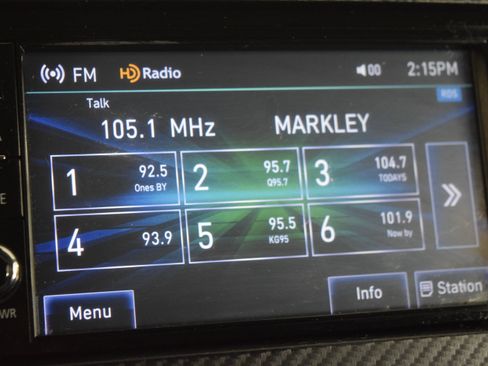 FM HD Radio 00 2:15PM
RDS
Talk
105.1 MHz MARKLEY
1 92.5 Ones BY
2 95.7 Q95.7
3 104.7 TODAYS
4 93.9
5 95.5 KG95
6 101.9 Now by
Menu Info Station